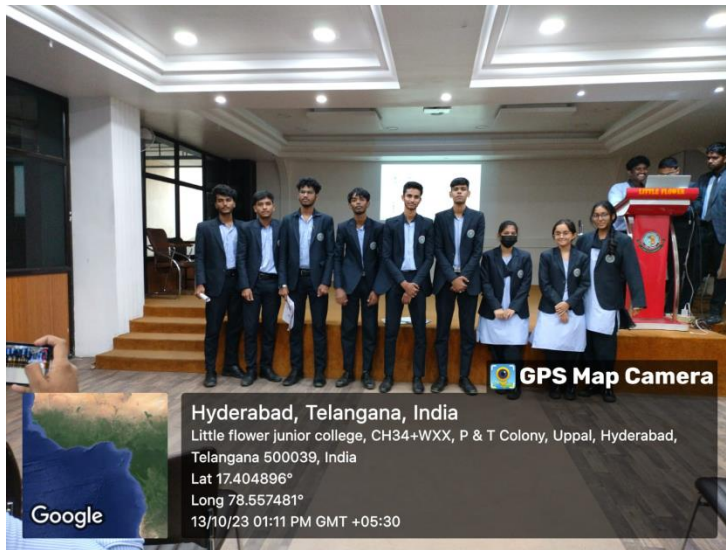 LITTLE FLOWER
GPS Map Camera
Hyderabad, Telangana, India
Little flower junior college, CH34+WXX, P & T Colony, Uppal, Hyderabad,
Telangana 500039, India
Lat 17.404896°
Long 78.557481°
13/10/23 01:11 PM GMT +05:30
Google